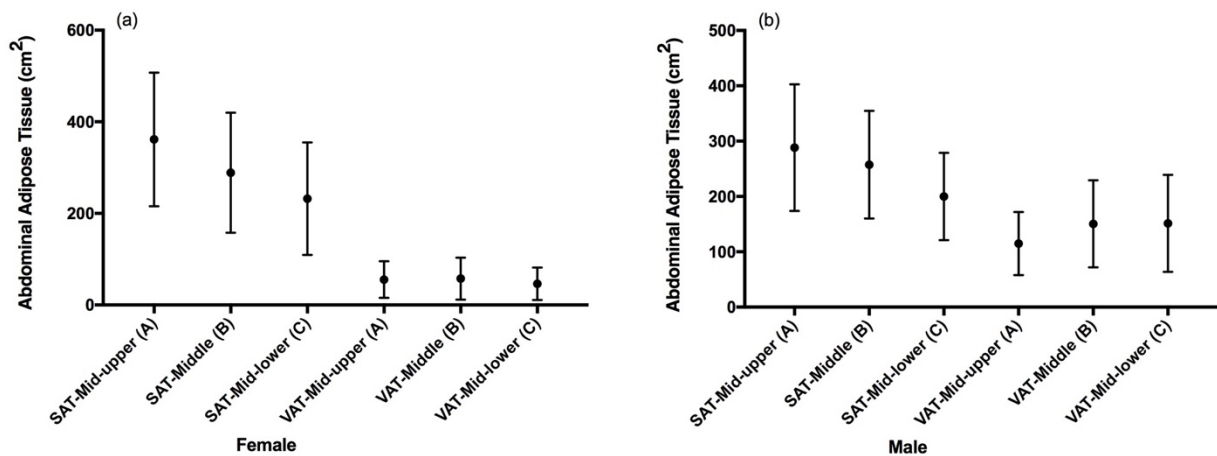 (a)
Abdominal Adipose Tissue (cm2)
600
400
200
0
SAT-Mid-upper (A)
SAT-Middle (B)
SAT-Mid-lower (C)
VAT-Mid-upper (A)
VAT-Middle (B)
VAT-Mid-lower (C)
Female
(b)
Abdominal Adipose Tissue (cm2)
500
400
300
200
100
0
SAT-Mid-upper (A)
SAT-Middle (B)
SAT-Mid-lower (C)
VAT-Mid-upper (A)
VAT-Middle (B)
VAT-Mid-lower (C)
Male